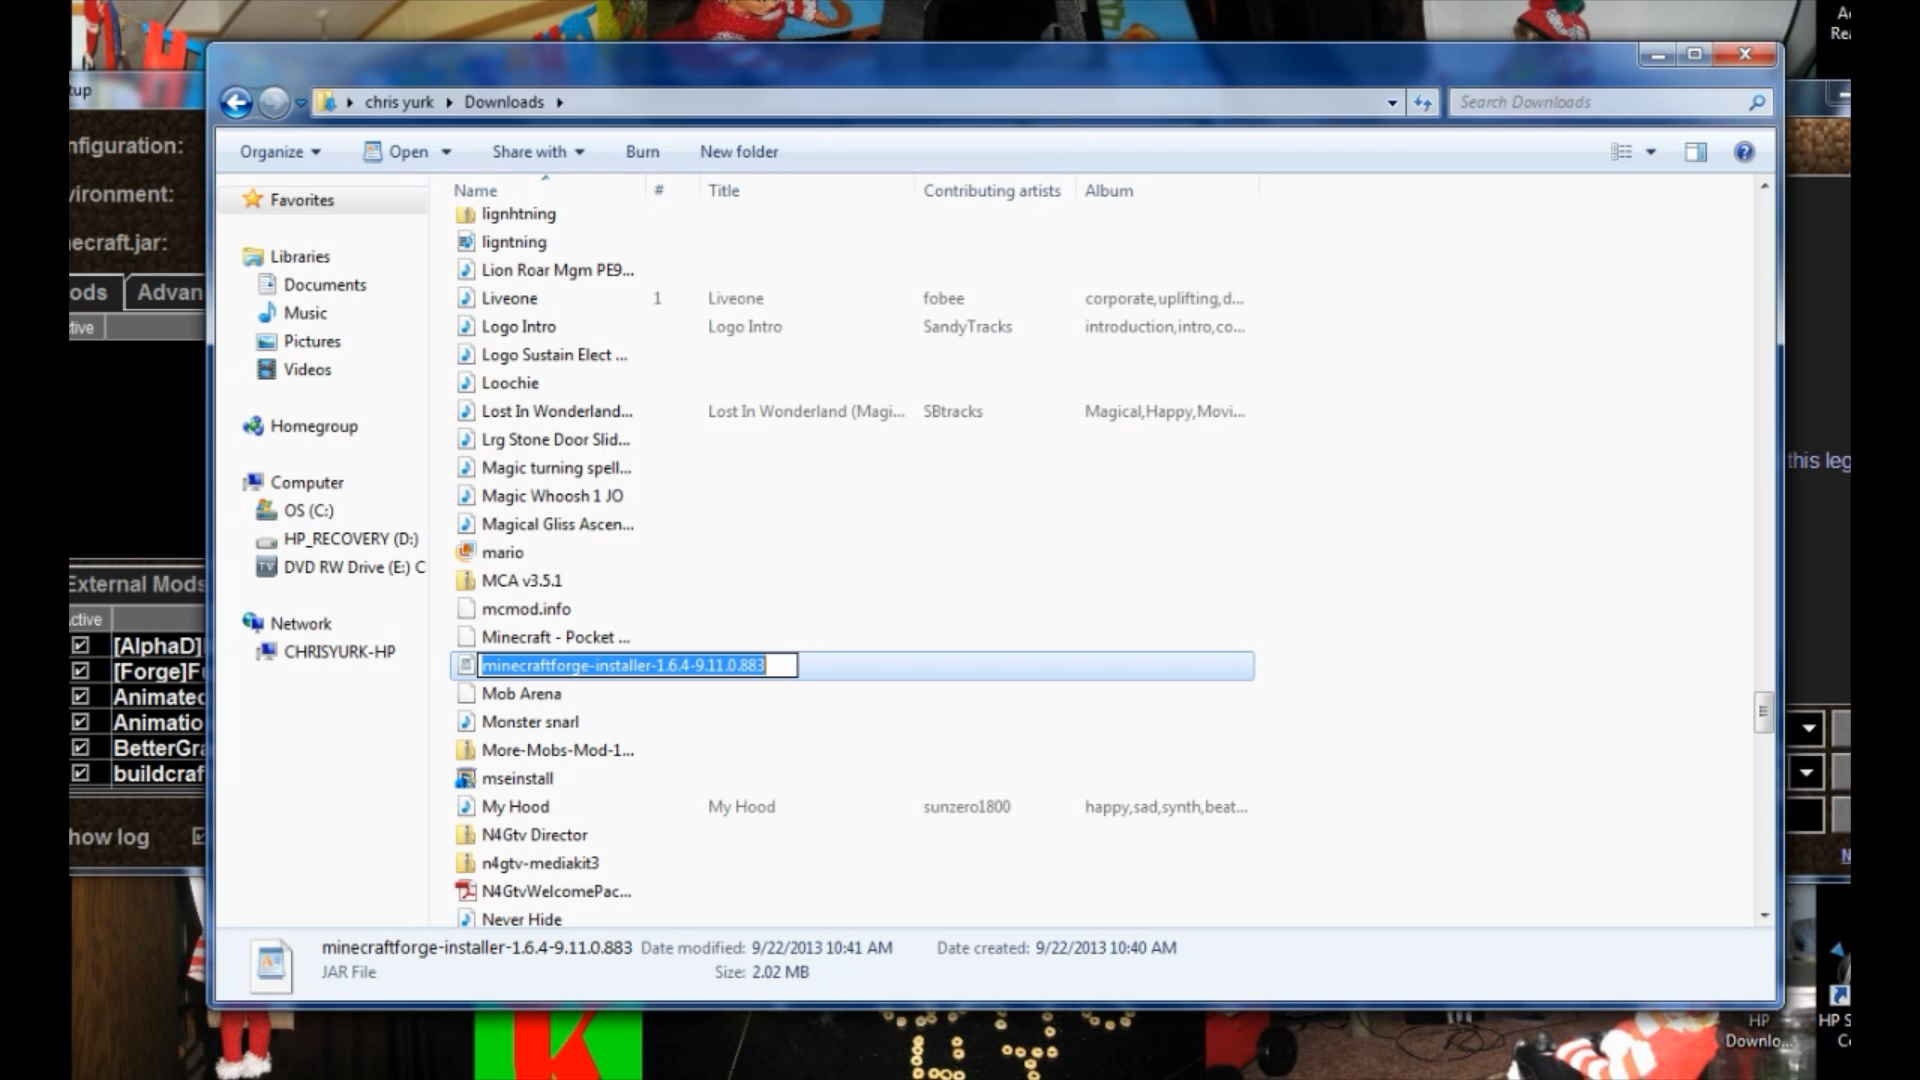 tup
nfiguration:
vironment:
ecraft.jar:
ods
Advan
tive
External Mods
ctive
[AlphaD]
[Forge]F
Animated
Animatio
BetterGra
buildcraf
how log
chris yurk
Downloads
Search Downloads
Organize
Open
Share with
Burn
New folder
Favorites
Libraries
Documents
Music
Pictures
Videos
Homegroup
Computer
OS (C:)
HP_RECOVERY (D:)
DVD RW Drive (E:) C
Network
CHRISYURK-HP
Name # Title Contributing artists Album
lignhtning
ligntning
Lion Roar Mgm PE9...
Liveone 1 Liveone fobee corporate,uplifting,d...
Logo Intro Logo Intro SandyTracks introduction,intro,co...
Logo Sustain Elect ...
Loochie
Lost In Wonderland... Lost In Wonderland (Magi... SBtracks Magical,Happy,Movi...
Lrg Stone Door Slid...
Magic turning spell...
Magic Whoosh 1 JO
Magical Gliss Ascen...
mario
MCA v3.5.1
mcmod.info
Minecraft - Pocket ...
minecraftforge-installer-1.6.4-9.11.0.883
Mob Arena
Monster snarl
More-Mobs-Mod-1...
mseinstall
My Hood My Hood sunzero1800 happy,sad,synth,beat...
N4Gtv Director
n4gtv-mediakit3
N4GtvWelcomePac...
Never Hide
minecraftforge-installer-1.6.4-9.11.0.883 Date modified: 9/22/2013 10:41 AM Date created: 9/22/2013 10:40 AM
JAR File Size: 2.02 MB
this leg
HP
Downlo...
HP S